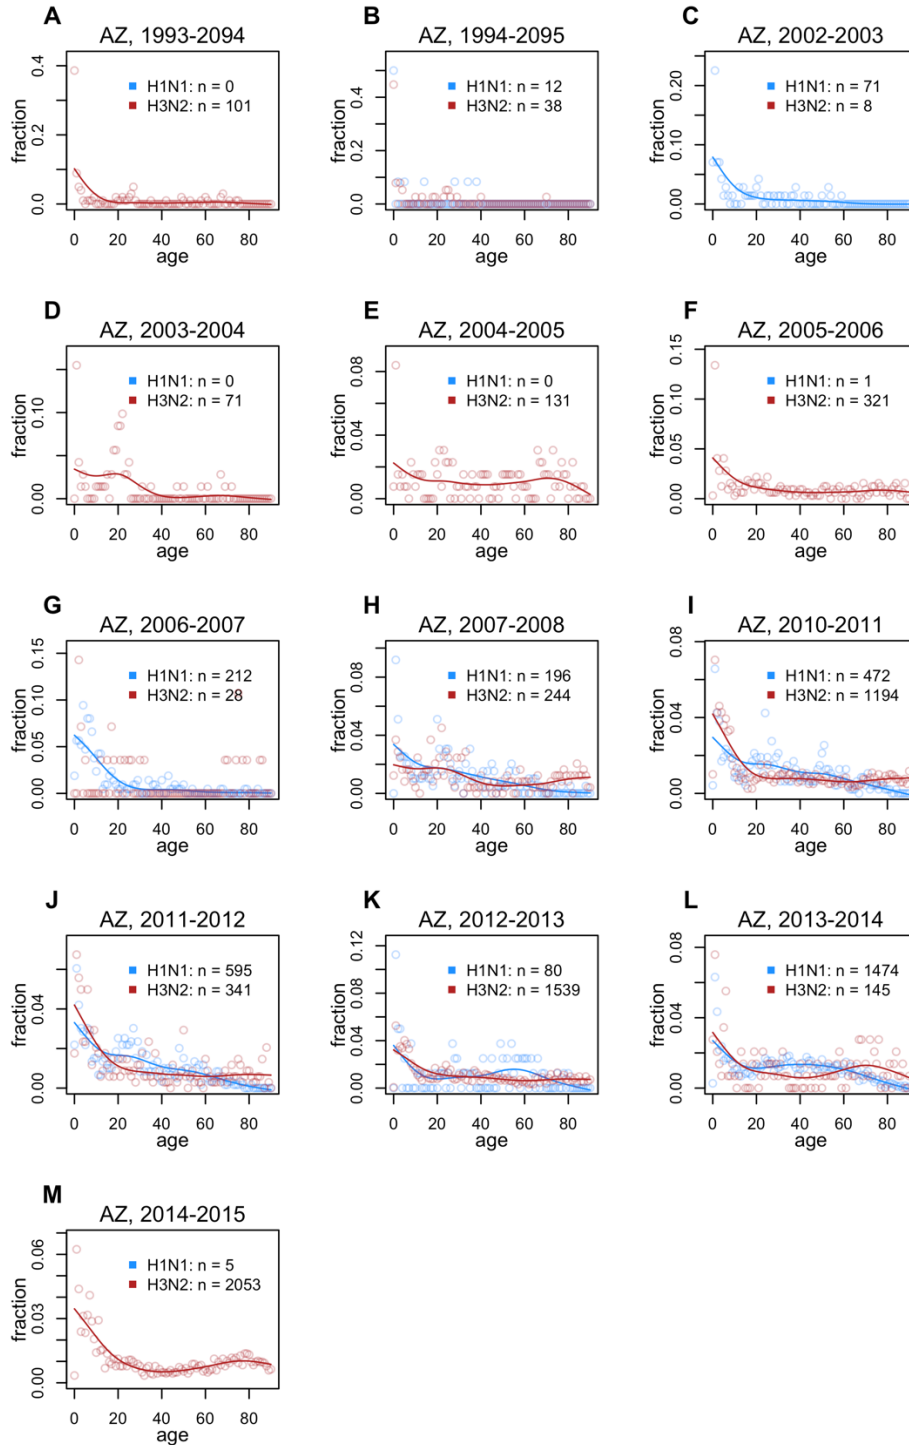 A
AZ, 1993-2094
fraction
0.4
0.2
0.0
H1N1: n = 0
H3N2: n = 101
0 20 40 60 80
age
B
AZ, 1994-2095
fraction
0.4
0.2
0.0
H1N1: n = 12
H3N2: n = 38
0 20 40 60 80
age
C
AZ, 2002-2003
fraction
0.20
0.10
0.00
H1N1: n = 71
H3N2: n = 8
0 20 40 60 80
age
D
AZ, 2003-2004
fraction
0.10
0.00
H1N1: n = 0
H3N2: n = 71
0 20 40 60 80
age
E
AZ, 2004-2005
fraction
0.08
0.04
0.00
H1N1: n = 0
H3N2: n = 131
0 20 40 60 80
age
F
AZ, 2005-2006
fraction
0.15
0.10
0.05
0.00
H1N1: n = 1
H3N2: n = 321
0 20 40 60 80
age
G
AZ, 2006-2007
fraction
0.15
0.10
0.05
0.00
H1N1: n = 212
H3N2: n = 28
0 20 40 60 80
age
H
AZ, 2007-2008
fraction
0.08
0.04
0.00
H1N1: n = 196
H3N2: n = 244
0 20 40 60 80
age
I
AZ, 2010-2011
fraction
0.08
0.04
0.00
H1N1: n = 472
H3N2: n = 1194
0 20 40 60 80
age
J
AZ, 2011-2012
fraction
0.04
0.00
H1N1: n = 595
H3N2: n = 341
0 20 40 60 80
age
K
AZ, 2012-2013
fraction
0.12
0.08
0.04
0.00
H1N1: n = 80
H3N2: n = 1539
0 20 40 60 80
age
L
AZ, 2013-2014
fraction
0.08
0.04
0.00
H1N1: n = 1474
H3N2: n = 145
0 20 40 60 80
age
M
AZ, 2014-2015
fraction
0.06
0.03
0.00
H1N1: n = 5
H3N2: n = 2053
0 20 40 60 80
age